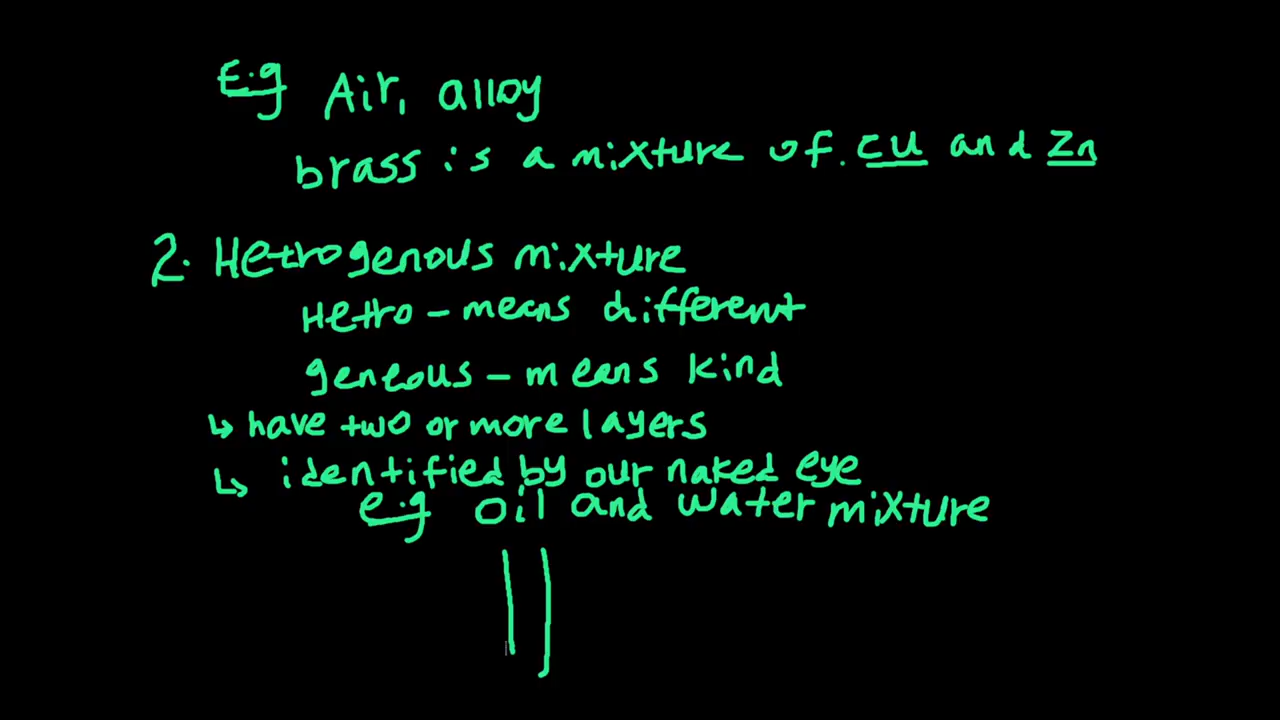 E.g Air, alloy
brass is a mixture of. cu and Zn
2. Hetrogenous mixture
Hetro - means different
geneous - means kind
↳ have two or more layers
↳ identified by our naked eye
e.g oil and water mixture